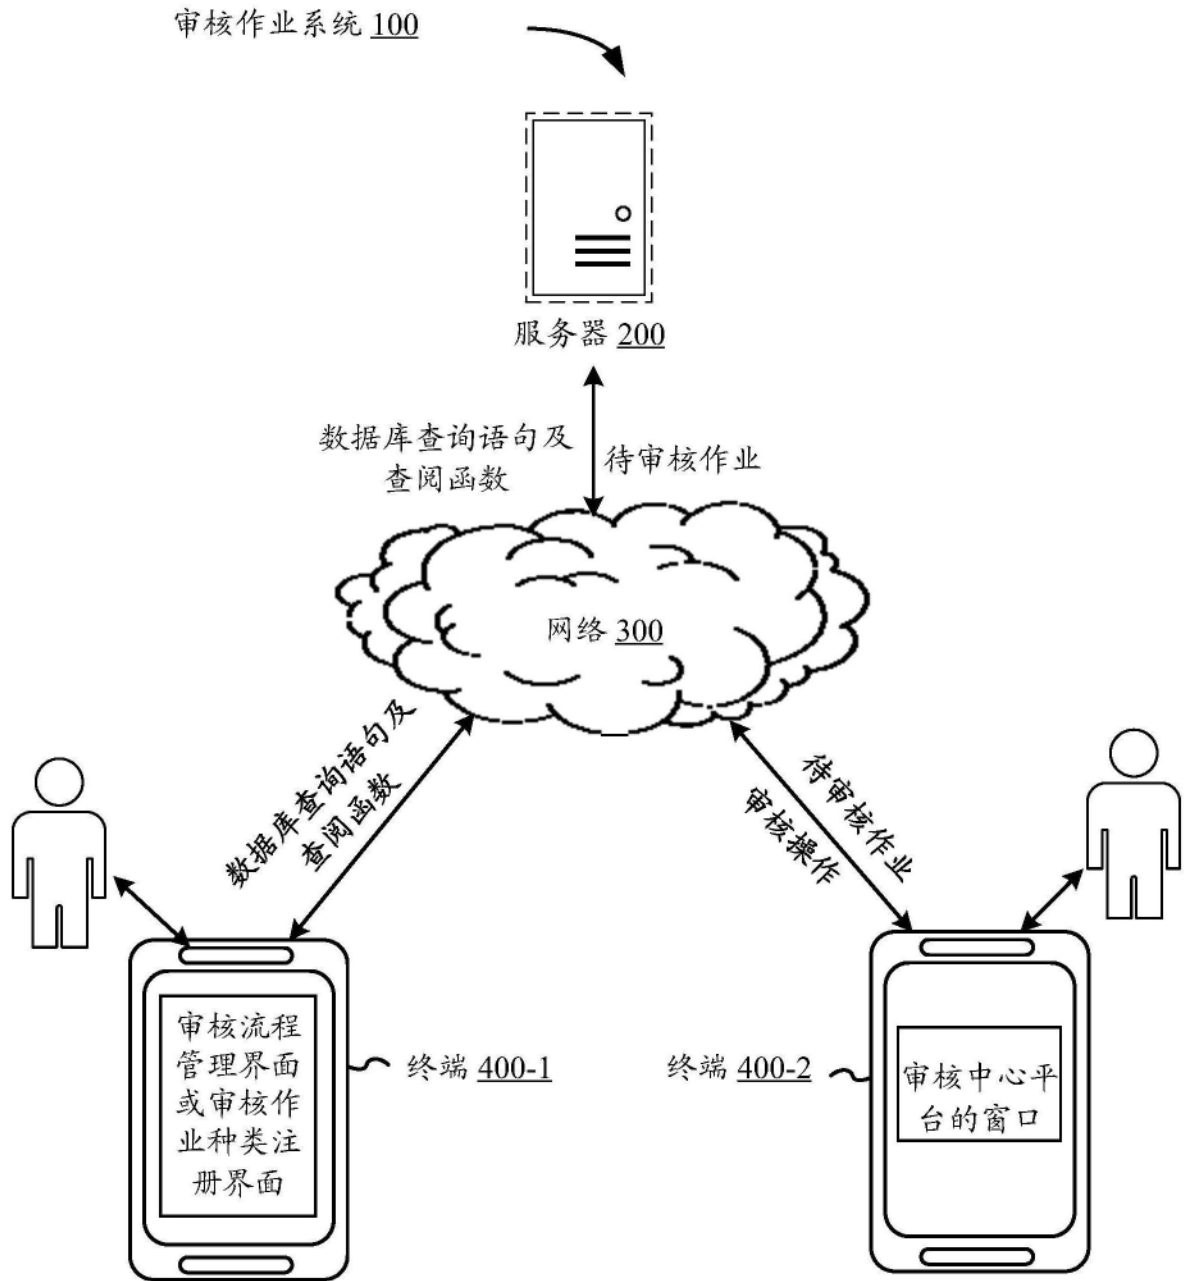 审核作业系统 100
服务器 200
数据库查询语句及
查阅函数
待审核作业
网络 300
数据库查询语句及
查阅函数
待审核作业
审核操作
审核流程
管理界面
或审核作
业种类注
册界面
终端 400-1
终端 400-2
审核中心平
台的窗口